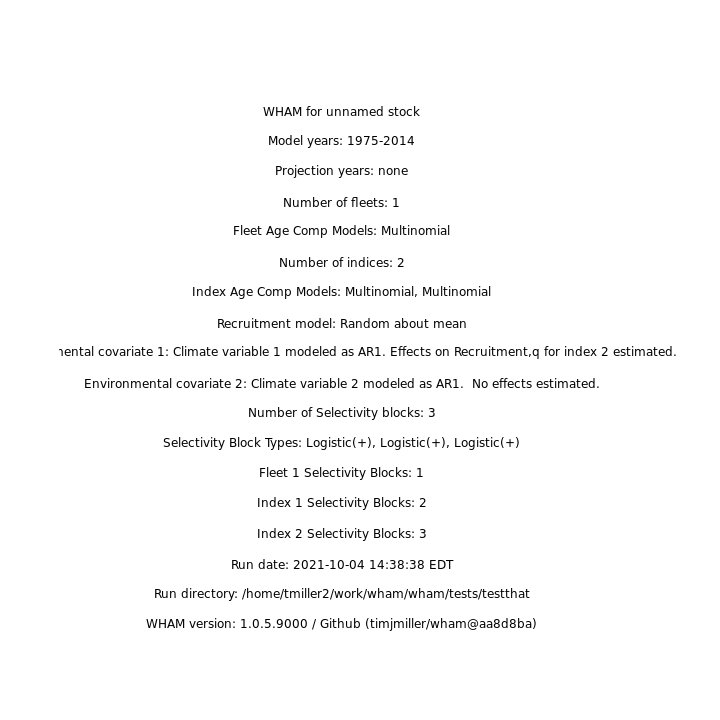 WHAM for unnamed stock
Model years: 1975-2014
Projection years: none
Number of fleets: 1
Fleet Age Comp Models: Multinomial
Number of indices: 2
Index Age Comp Models: Multinomial, Multinomial
Recruitment model: Random about mean
covariate 1: Climate variable 1 modeled as AR1. Effects on Recruitment,q for index 2 estimated.
Environmental covariate 2: Climate variable 2 modeled as AR1.  No effects estimated.
Number of Selectivity blocks: 3
Selectivity Block Types: Logistic(+), Logistic(+), Logistic(+)
Fleet 1 Selectivity Blocks: 1
Index 1 Selectivity Blocks: 2
Index 2 Selectivity Blocks: 3
Run date: 2021-10-04 14:38:38 EDT
Run directory: /home/tmiller2/work/wham/wham/tests/testthat
WHAM version: 1.0.5.9000 / Github (timjmiller/wham@aa8d8ba)